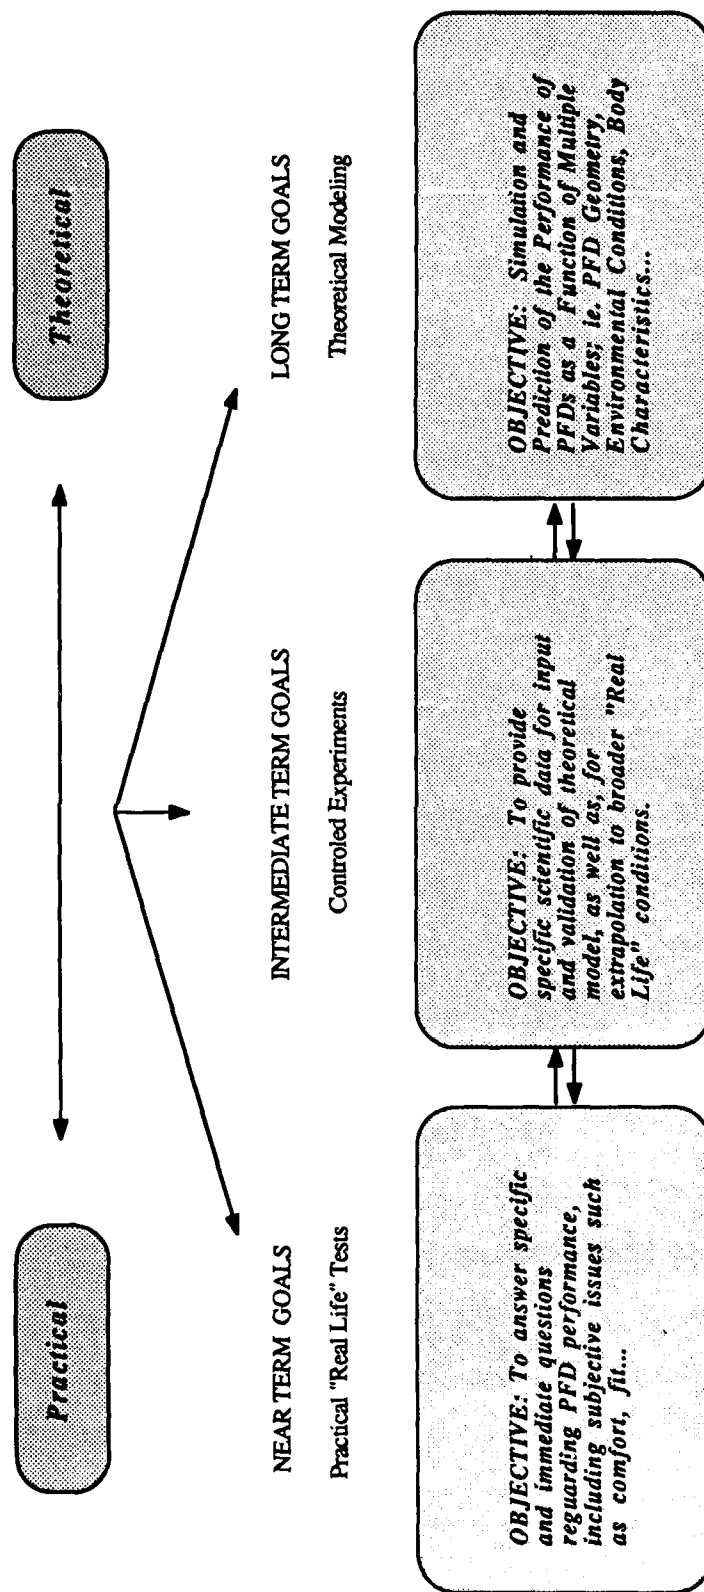 Practical
Theoretical
NEAR TERM GOALS
Practical "Real Life" Tests
INTERMEDIATE TERM GOALS
Controled Experiments
LONG TERM GOALS
Theoretical Modeling
OBJECTIVE: To answer specific
and immediate questions
reguarding PFD performance,
including subjective issues such
as comfort, fit...
OBJECTIVE: To provide
specific scientific data for input
and validation of theoretical
model, as well as, for
extrapolation to broader "Real
Life" conditions.
OBJECTIVE: Simulation and
Prediction of the Performance of
PFDs as a Function of Multiple
Variables; ie. PFD Geometry,
Environmental Conditions, Body
Characteristics...